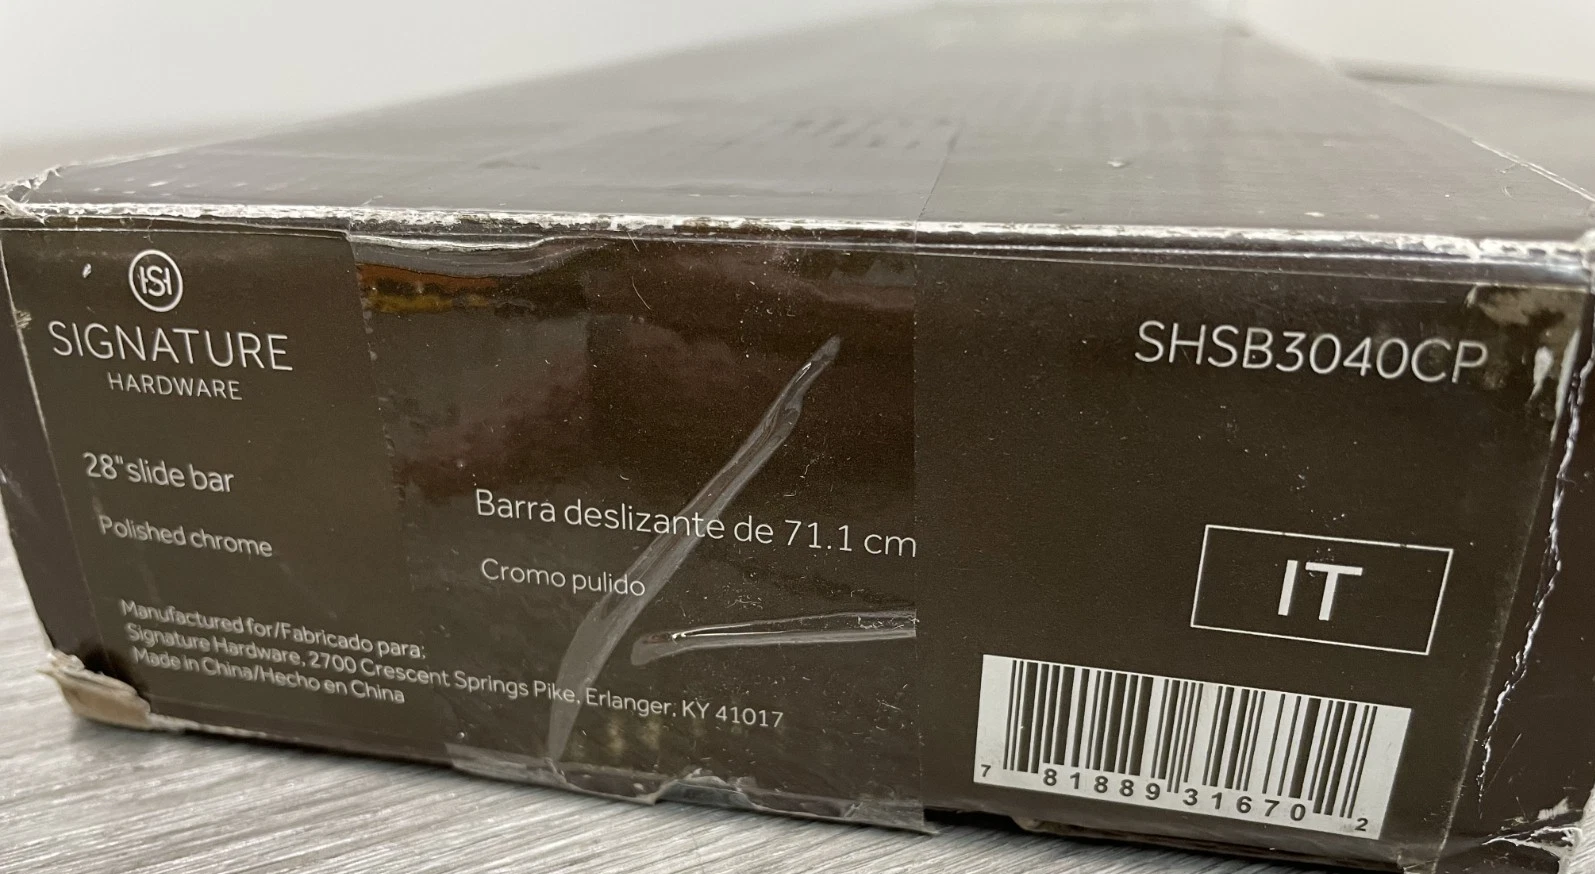 SIGNATURE
HARDWARE
28" slide bar
Polished chrome
Barra deslizante de 71.1 cm
Cromo pulido
Manufactured for/Fabricado para:
Signature Hardware, 2700 Crescent Springs Pike, Erlanger, KY 41017
Made in China/Hecho en China
SHSB3040CP
IT
7 81889 31670 2